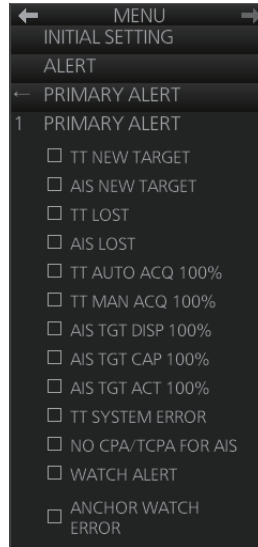 MENU
INITIAL SETTING
ALERT
← PRIMARY ALERT
1 PRIMARY ALERT
TT NEW TARGET
AIS NEW TARGET
TT LOST
AIS LOST
TT AUTO ACQ 100%
TT MAN ACQ 100%
AIS TGT DISP 100%
AIS TGT CAP 100%
AIS TGT ACT 100%
TT SYSTEM ERROR
NO CPA/TCPA FOR AIS
WATCH ALERT
ANCHOR WATCH
ERROR